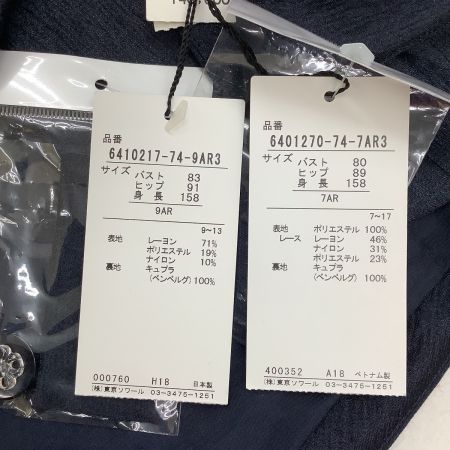 品番
6410217-74-9AR3
サイズ
バスト 83
ヒップ 91
身長 158
9AR
9~13
表地 レーヨン 71%
ポリエステル 19%
ナイロン 10%
裏地 キュプラ
(ベンベルグ) 100%
000760 H18 日本製
(株)東京ソワール 03-3475-1251
品番
6401270-74-7AR3
サイズ
バスト 80
ヒップ 89
身長 158
7AR
7~17
表地 ポリエステル 100%
レース レーヨン 46%
ナイロン 31%
ポリエステル 23%
裏地 キュプラ
(ベンベルグ) 100%
400352 A18 ベトナム製
(株)東京ソワール 03-3475-1251